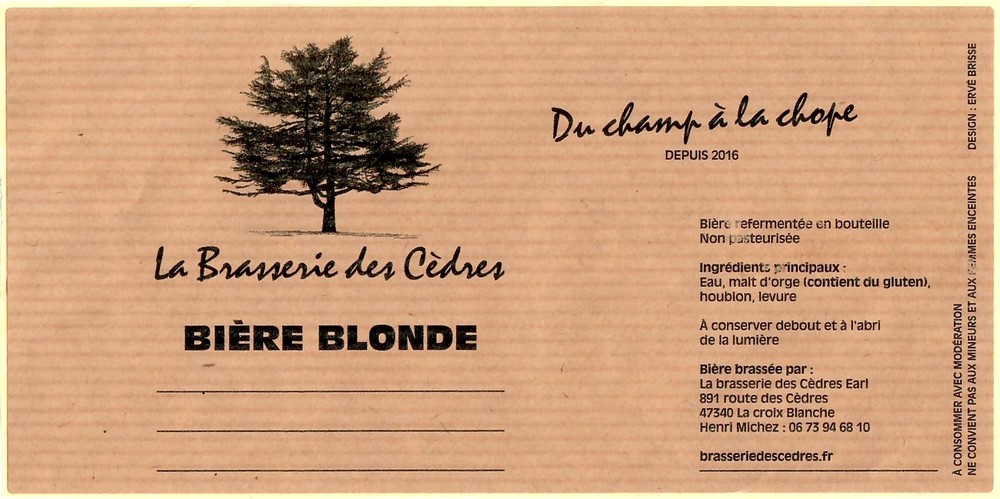 La Brasserie des Cèdres
BIÈRE BLONDE
Du champ à la chope
DEPUIS 2016
Bière refermentée en bouteille
Non pasteurisée
Ingrédients principaux :
Eau, malt d'orge (contient du gluten),
houblon, levure
À conserver debout et à l'abri
de la lumière
Bière brassée par :
La brasserie des Cèdres Earl
891 route des Cèdres
47340 La croix Blanche
Henri Michez : 06 73 94 68 10
brasseriedescedres.fr
À CONSOMMER AVEC MODÉRATION
NE CONVIENT PAS AUX MINEURS ET AUX FEMMES ENCEINTES
DESIGN : ERVÉ BRISSE